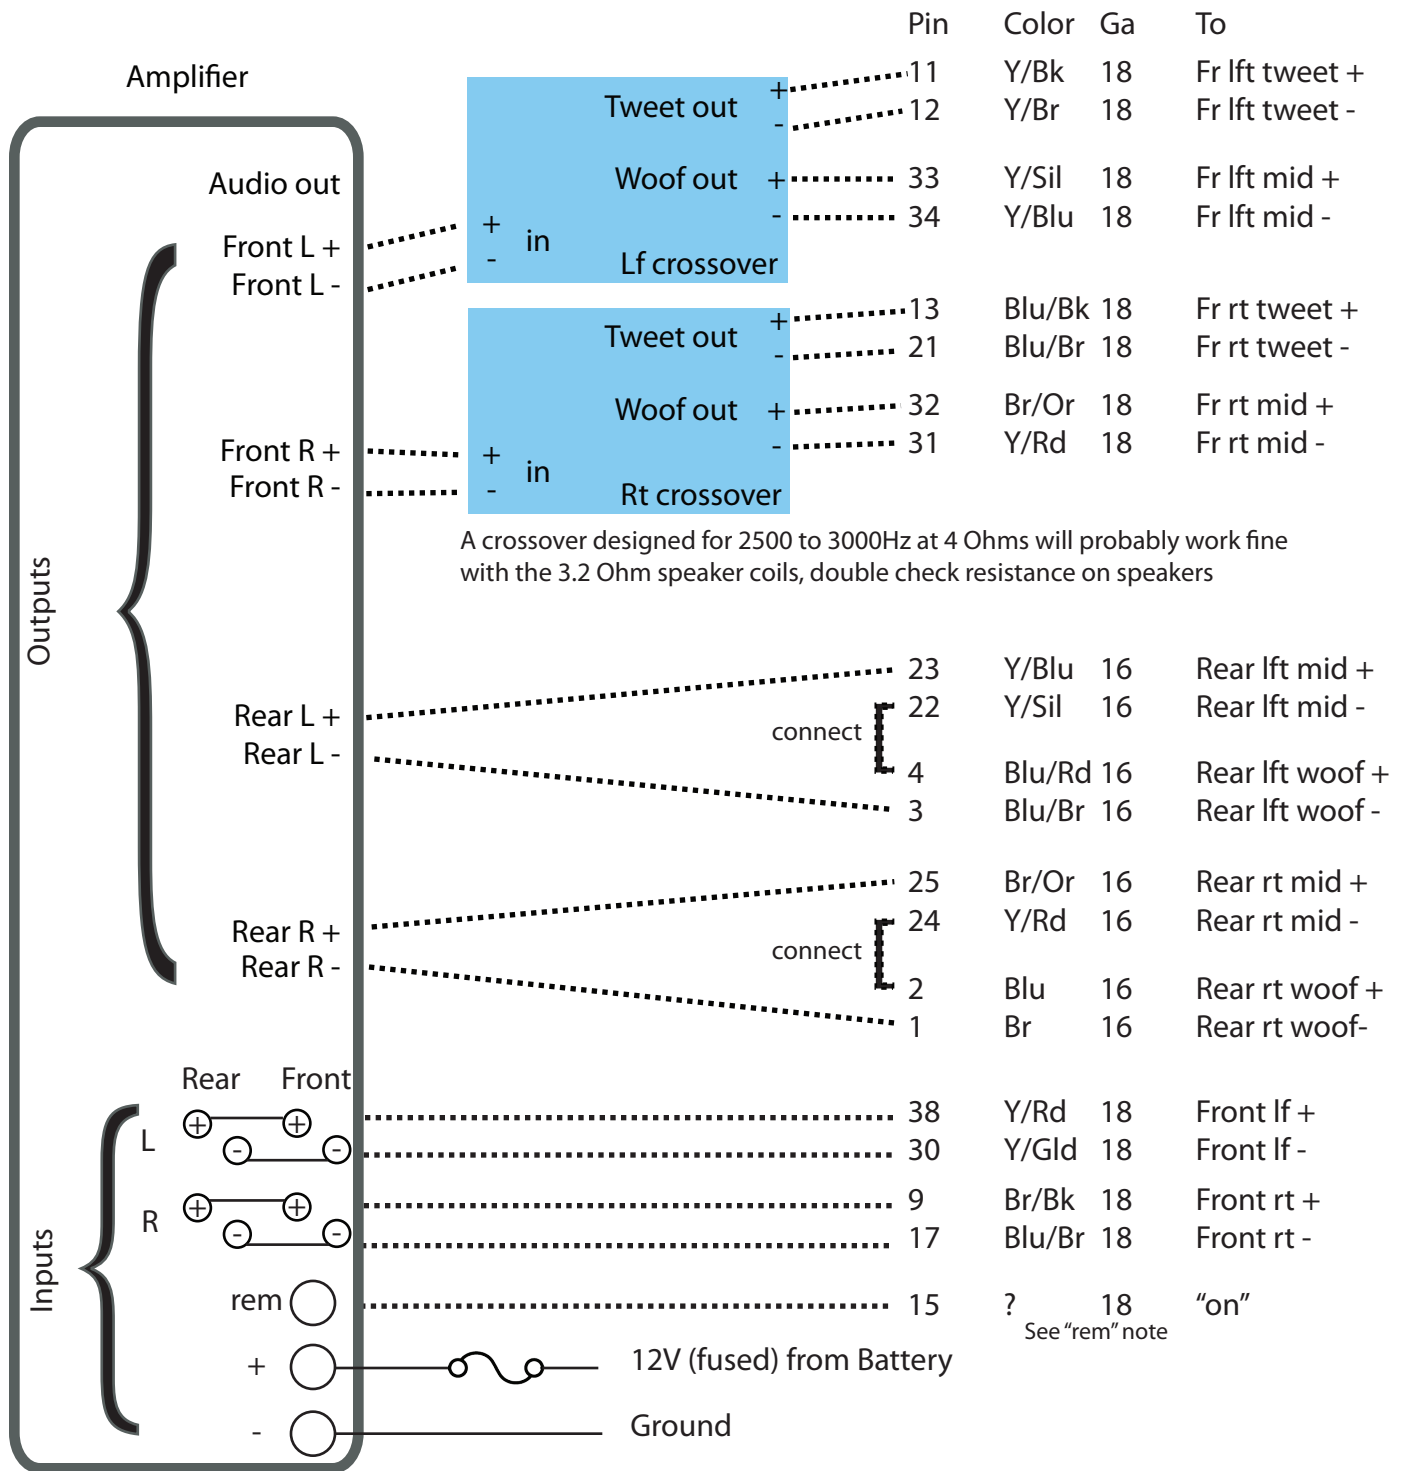 Pin Color Ga To
Amplifier
Tweet out + 11 Y/Bk 18 Fr lft tweet +
- 12 Y/Br 18 Fr lft tweet -
Audio out
Woof out + 33 Y/Sil 18 Fr lft mid +
- 34 Y/Blu 18 Fr lft mid -
Front L + + in
Front L - - Lf crossover
Tweet out + 13 Blu/Bk 18 Fr rt tweet +
- 21 Blu/Br 18 Fr rt tweet -
Woof out + 32 Br/Or 18 Fr rt mid +
- 31 Y/Rd 18 Fr rt mid -
Front R + + in
Front R - - Rt crossover
A crossover designed for 2500 to 3000Hz at 4 Ohms will probably work fine
with the 3.2 Ohm speaker coils, double check resistance on speakers
Outputs
23 Y/Blu 16 Rear lft mid +
Rear L + 22 Y/Sil 16 Rear lft mid -
Rear L - connect
4 Blu/Rd 16 Rear lft woof +
3 Blu/Br 16 Rear lft woof -
25 Br/Or 16 Rear rt mid +
Rear R + 24 Y/Rd 16 Rear rt mid -
Rear R - connect
2 Blu 16 Rear rt woof +
1 Br 16 Rear rt woof-
Rear Front
L + + 38 Y/Rd 18 Front lf +
- - 30 Y/Gld 18 Front lf -
R + + 9 Br/Bk 18 Front rt +
- - 17 Blu/Br 18 Front rt -
Inputs
rem 15 ? 18 “on”
See “rem” note
+ 12V (fused) from Battery
- Ground